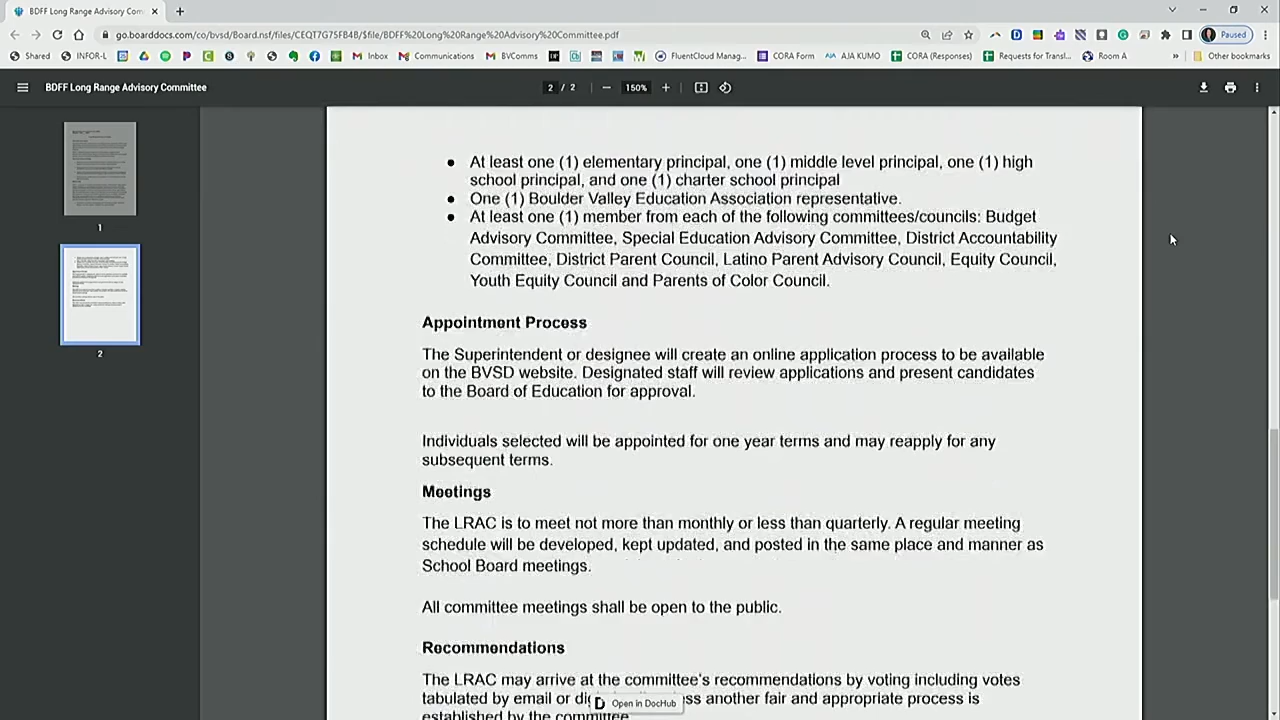 BDFF Long Range Advisory Com
go.boarddocs.com/co/bvsd/Board.nsf/files/CEQT7G75FB4B/$file/BDFF%20Long%20Range%20Advisory%20Committee.pdf
Paused
Shared
INFOR-L
Inbox
Communications
BVComms
FluentCloud Manag...
CORA Form
AJA KUMO
CORA (Responses)
Requests for Transl...
Room A
»
Other bookmarks
BDFF Long Range Advisory Committee
2 / 2
150%
1
2
• At least one (1) elementary principal, one (1) middle level principal, one (1) high
school principal, and one (1) charter school principal
• One (1) Boulder Valley Education Association representative.
• At least one (1) member from each of the following committees/councils: Budget
Advisory Committee, Special Education Advisory Committee, District Accountability
Committee, District Parent Council, Latino Parent Advisory Council, Equity Council,
Youth Equity Council and Parents of Color Council.
Appointment Process
The Superintendent or designee will create an online application process to be available
on the BVSD website. Designated staff will review applications and present candidates
to the Board of Education for approval.
Individuals selected will be appointed for one year terms and may reapply for any
subsequent terms.
Meetings
The LRAC is to meet not more than monthly or less than quarterly. A regular meeting
schedule will be developed, kept updated, and posted in the same place and manner as
School Board meetings.
All committee meetings shall be open to the public.
Recommendations
The LRAC may arrive at the committee's recommendations by voting including votes
tabulated by email or another fair and appropriate process is
Open in DocHub
established by the committee